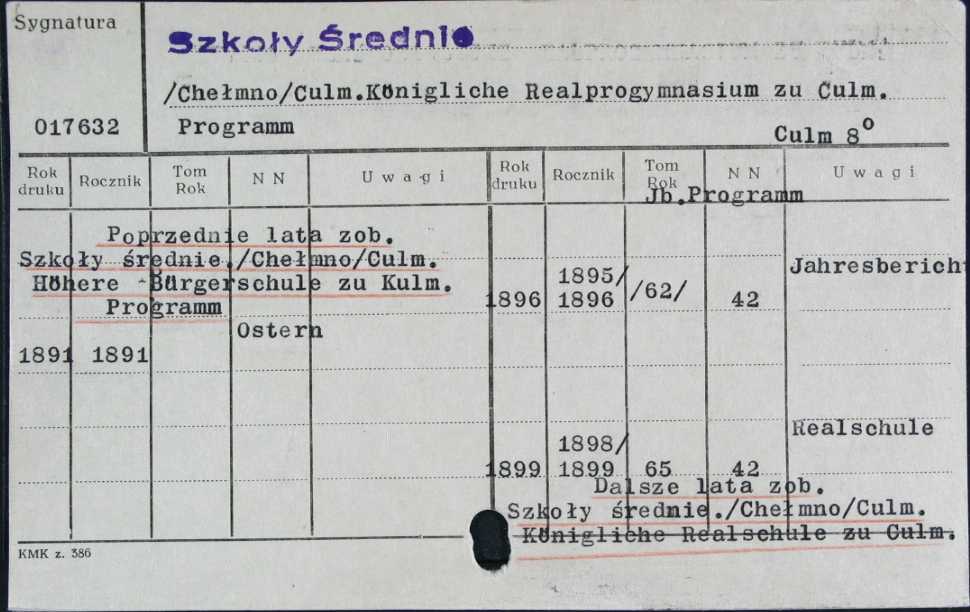 Sygnatura
Szkoły Średnie
/Chełmno/Culm.Königliche Realprogymnasium zu Culm.
017632 Programm Culm 8⁰
Rok druku Rocznik Tom Rok N N U w a g i Rok druku Rocznik Tom Rok N N U w a g i
Jb.Programm
Poprzednie lata zob.
Szkoły średnie./Chełmno/Culm.
Höhere Bürgerschule zu Kulm.
Programm
Ostern
1891 1891
Jahresbericht
1895/
1896 1896 /62/ 42
Realschule
1898/
1899 1899 65 42
Dalsze lata zob.
Szkoły średnie./Chełmno/Culm.
Königliche Realschule zu Culm.
KMK z. 386